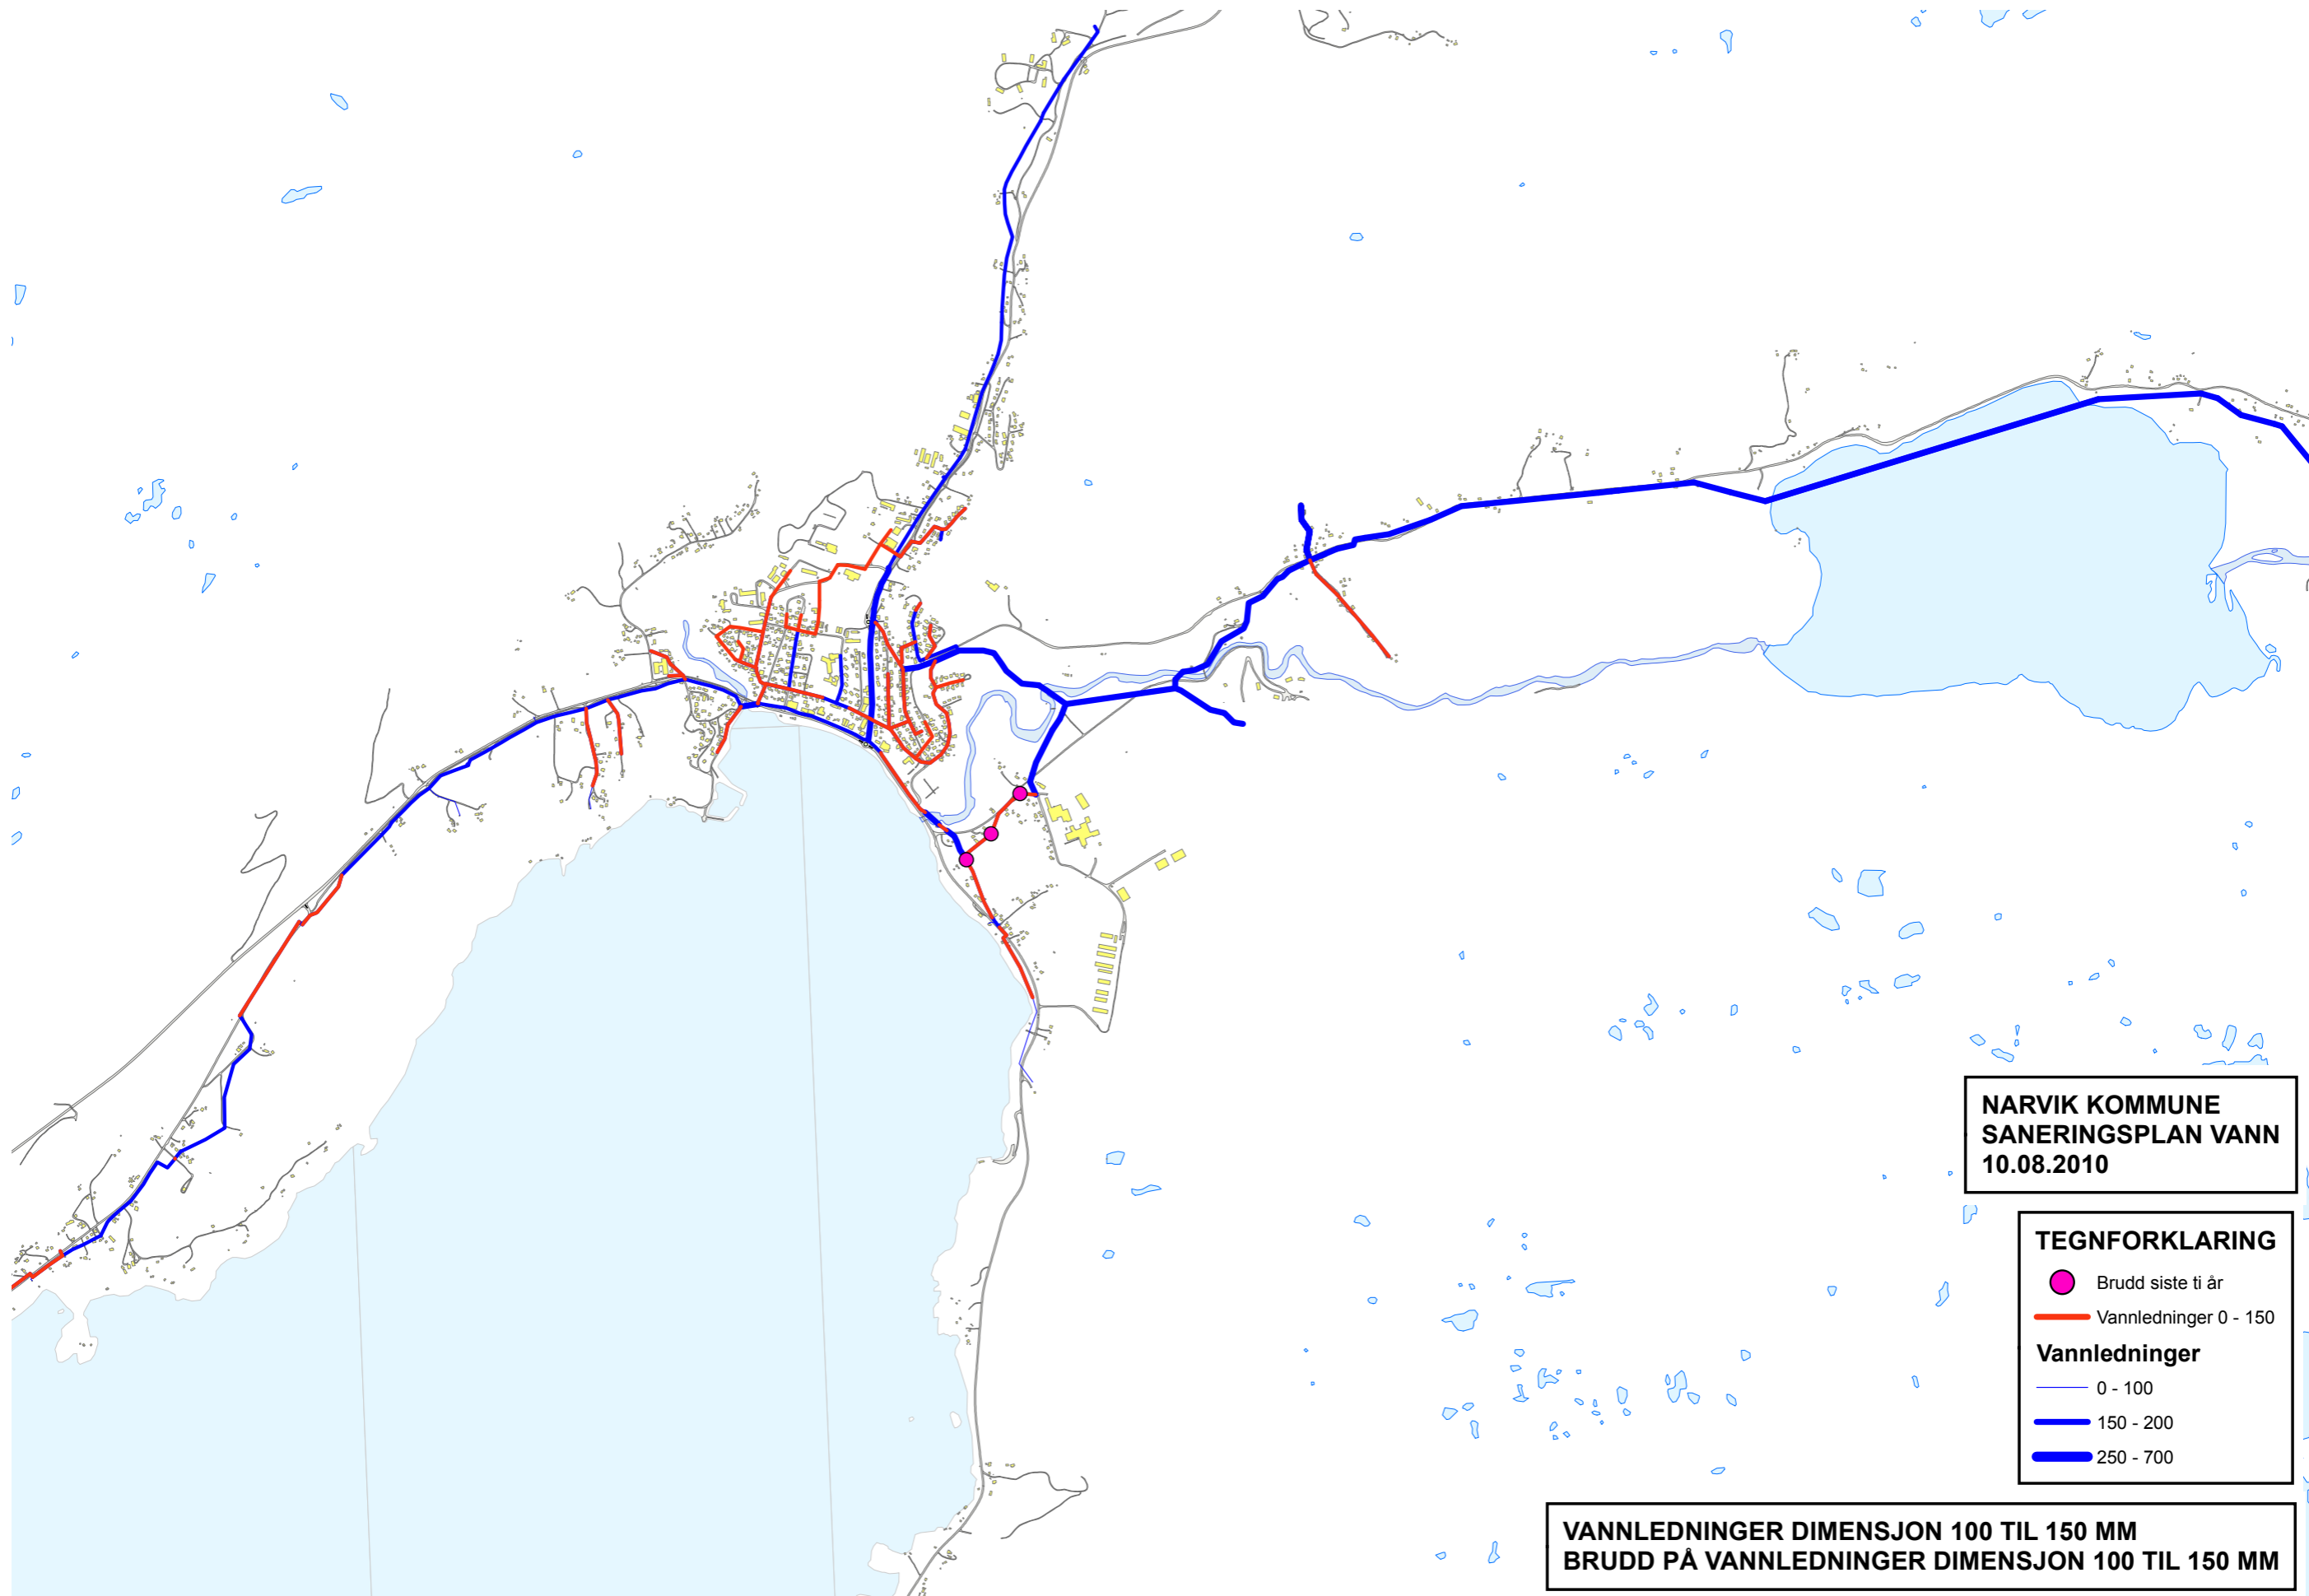 NARVIK KOMMUNE
SANERINGSPLAN VANN
10.08.2010
TEGNFORKLARING
Brudd siste ti år
Vannledninger 0 - 150
Vannledninger
0 - 100
150 - 200
250 - 700
VANNLEDNINGER DIMENSJON 100 TIL 150 MM
BRUDD PÅ VANNLEDNINGER DIMENSJON 100 TIL 150 MM